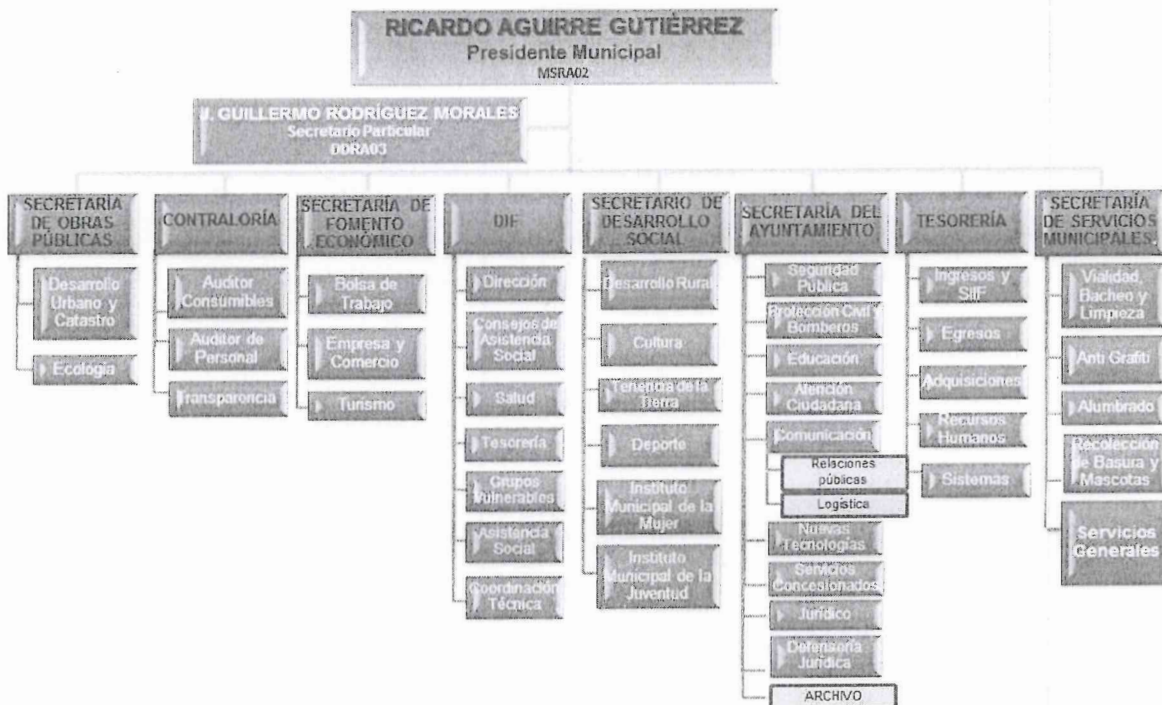 RICARDO AGUIRRE GUTIÉRREZ
Presidente Municipal
MSRA02
J. GUILLERMO RODRÍGUEZ MORALES
Secretario Particular
DDRA03
SECRETARÍA
DE OBRAS
PÚBLICAS
Desarrollo
Urbano y
Catastro
Ecología
CONTRALORÍA
Auditor
Consumibles
Auditor de
Personal
Transparencia
SECRETARÍA DE
FOMENTO
ECONÓMICO
Bolsa de
Trabajo
Empresa y
Comercio
Turismo
DIF
Dirección
Consejos de
Asistencia
Social
Salud
Tesorería
Grupos
Vulnerables
Asistencia
Social
Coordinación
Técnica
SECRETARIO DE
DESARROLLO
SOCIAL
Desarrollo Rural
Cultura
Tenencia de la
Tierra
Deporte
Instituto
Municipal de la
Mujer
Instituto
Municipal de la
Juventud
SECRETARÍA DEL
AYUNTAMIENTO
Seguridad
Pública
Protección Civil y
Bomberos
Educación
Atención
Ciudadana
Comunicación
Relaciones
públicas
Logística
Nuevas
Tecnologías
Servicios
Concesionados
Jurídico
Defensoría
Jurídica
ARCHIVO
TESORERÍA
Ingresos y
SIIF
Egresos
Adquisiciones
Recursos
Humanos
Sistemas
SECRETARÍA
DE SERVICIOS
MUNICIPALES.
Vialidad,
Bacheo y
Limpieza
Anti Grafiti
Alumbrado
Recolección
de Basura y
Mascotas
Servicios
Generales